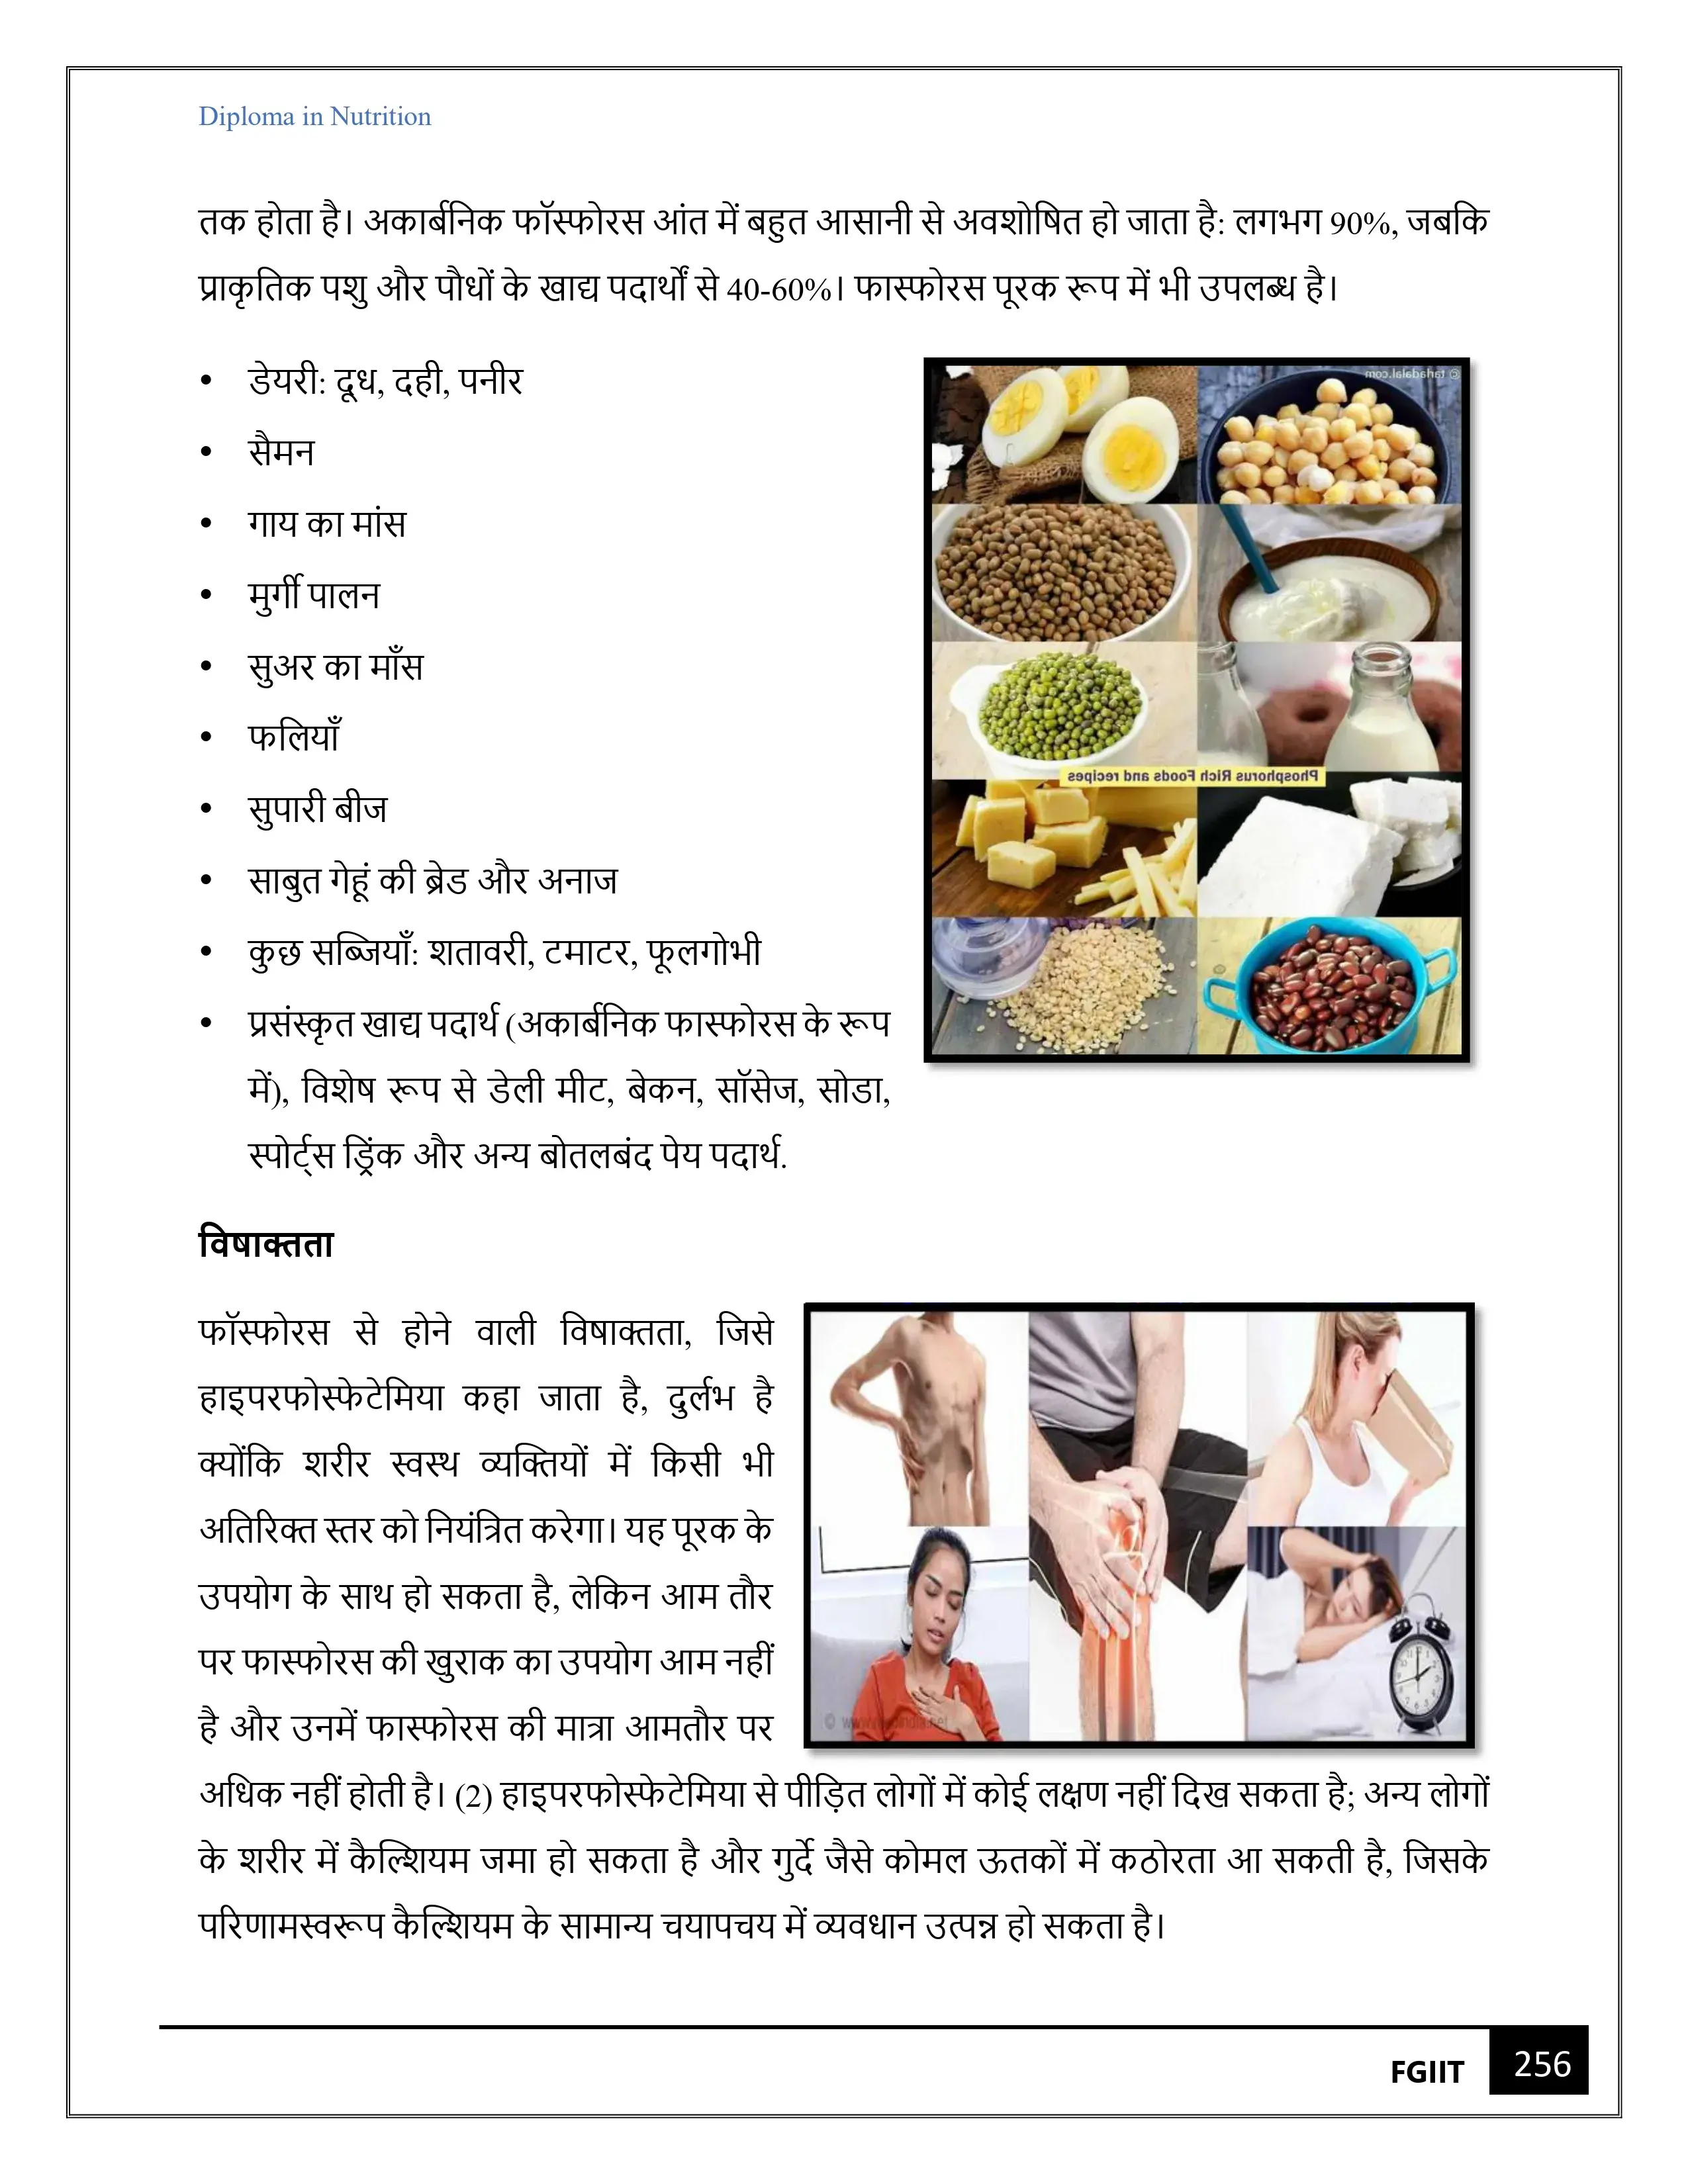 Diploma in Nutrition
तक होता है। अकार्बनिक फॉस्फोरस आंत में बहुत आसानी से अवशोषित हो जाता है: लगभग 90%, जबकि
प्राकृतिक पशु और पौधों के खाद्य पदार्थों से 40-60%। फास्फोरस पूरक रूप में भी उपलब्ध है।
• डेयरी: दूध, दही, पनीर
• सैमन
• गाय का मांस
• मुर्गी पालन
• सुअर का माँस
• फलियाँ
• सुपारी बीज
• साबुत गेहूं की ब्रेड और अनाज
• कुछ सब्जियाँ: शतावरी, टमाटर, फूलगोभी
• प्रसंस्कृत खाद्य पदार्थ (अकार्बनिक फास्फोरस के रूप
में), विशेष रूप से डेली मीट, बेकन, सॉसेज, सोडा,
स्पोर्ट्स ड्रिंक और अन्य बोतलबंद पेय पदार्थ.
© tarladalal.com
Phosphorus Rich Foods and recipes
विषाक्तता
फॉस्फोरस से होने वाली विषाक्तता, जिसे
हाइपरफोस्फेटेमिया कहा जाता है, दुर्लभ है
क्योंकि शरीर स्वस्थ व्यक्तियों में किसी भी
अतिरिक्त स्तर को नियंत्रित करेगा। यह पूरक के
उपयोग के साथ हो सकता है, लेकिन आम तौर
पर फास्फोरस की खुराक का उपयोग आम नहीं
है और उनमें फास्फोरस की मात्रा आमतौर पर
अधिक नहीं होती है। (2) हाइपरफोस्फेटेमिया से पीड़ित लोगों में कोई लक्षण नहीं दिख सकता है; अन्य लोगों
के शरीर में कैल्शियम जमा हो सकता है और गुर्दे जैसे कोमल ऊतकों में कठोरता आ सकती है, जिसके
परिणामस्वरूप कैल्शियम के सामान्य चयापचय में व्यवधान उत्पन्न हो सकता है।
FGIIT
256